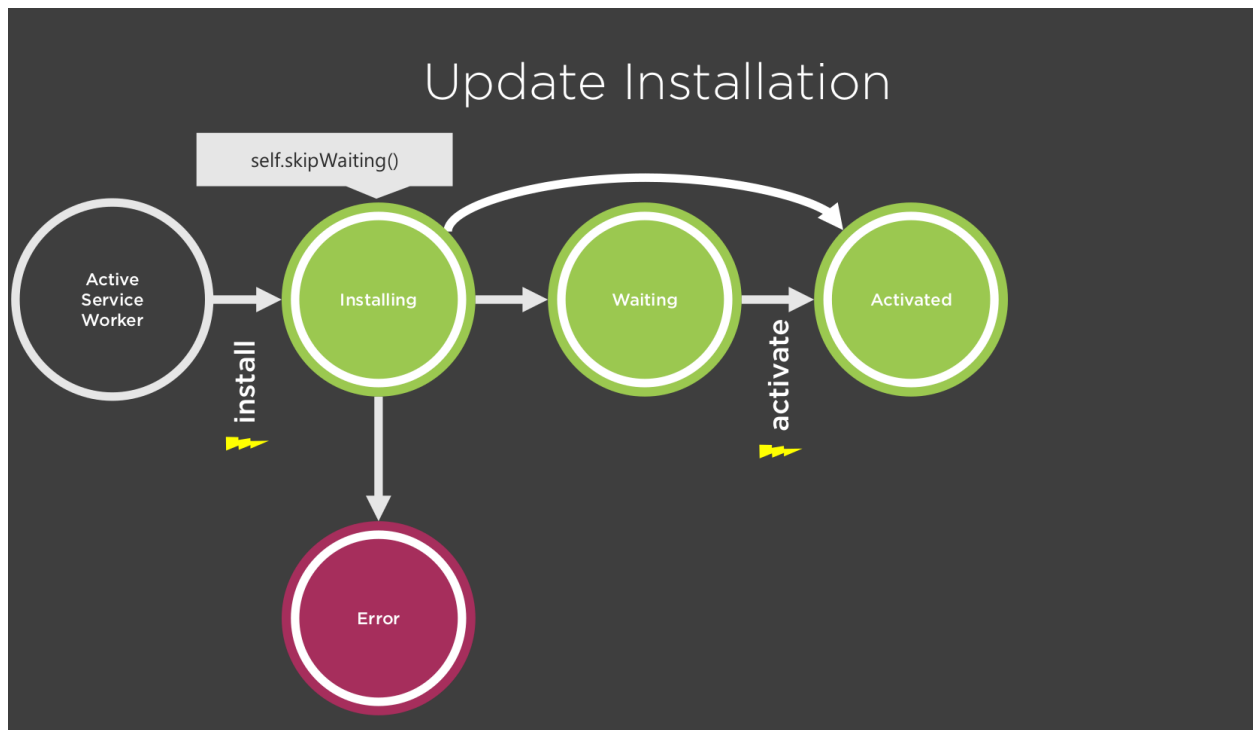 Update Installation
self.skipWaiting()
Active
Service
Worker
Installing
Waiting
Activated
install
activate
Error